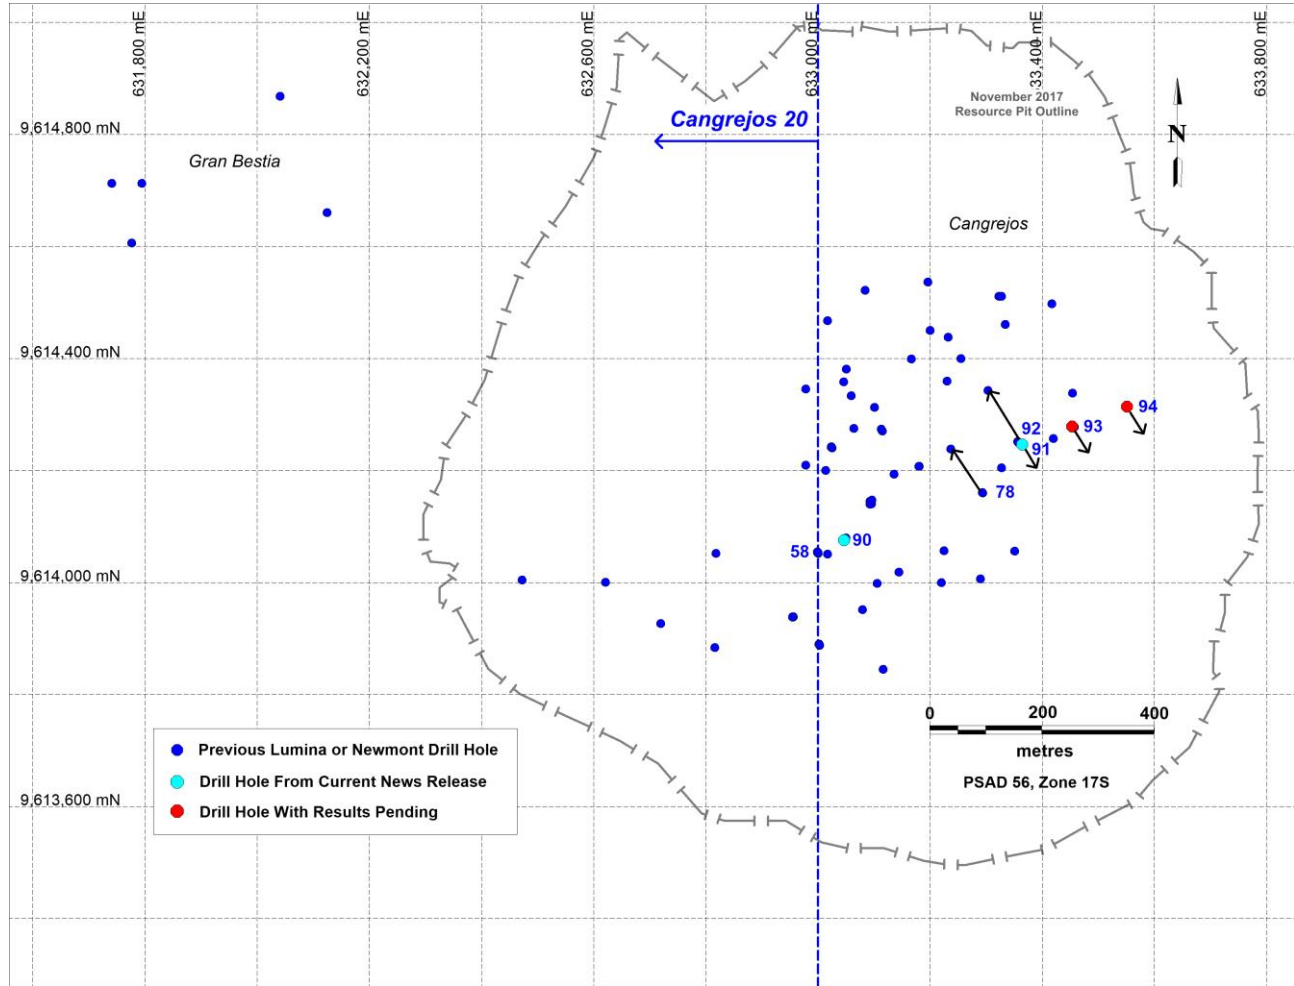 631,800 mE
632,200 mE
632,600 mE
633,000 mE
633,400 mE
633,800 mE
November 2017
Resource Pit Outline
Cangrejos 20
9,614,800 mN
N
Gran Bestia
Cangrejos
9,614,400 mN
94
92
93
91
78
58
90
9,614,000 mN
0
200
400
metres
PSAD 56, Zone 17S
Previous Lumina or Newmont Drill Hole
Drill Hole From Current News Release
Drill Hole With Results Pending
9,613,600 mN